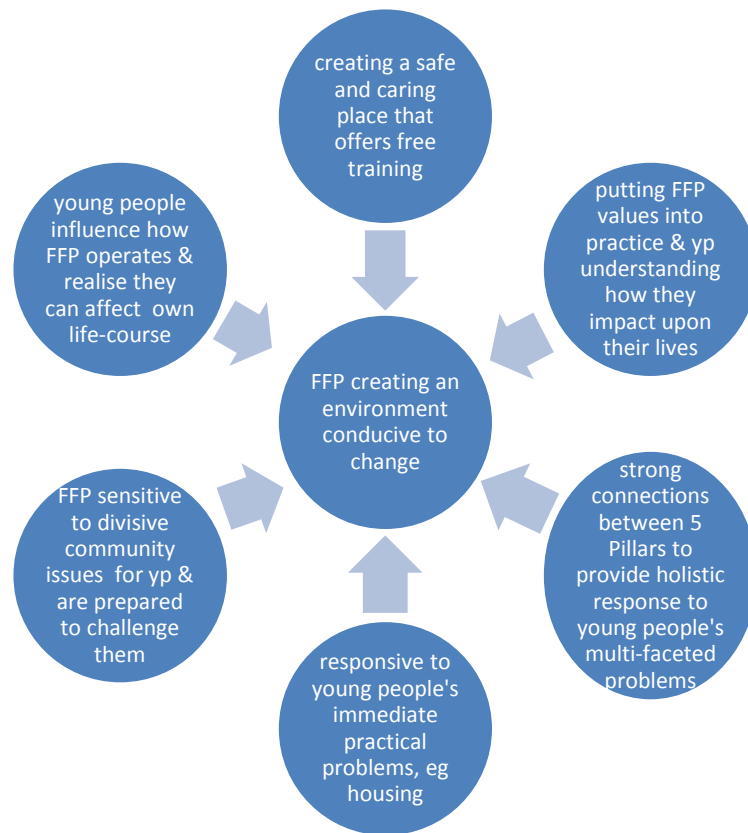 creating a safe
and caring
place that
offers free
training
putting FFP
values into
practice & yp
understanding
how they
impact upon
their lives
strong
connections
between 5
Pillars to
provide holistic
response to
young people's
multi-faceted
problems
responsive to
young people's
immediate
practical
problems, eg
housing
FFP sensitive
to divisive
community
issues for yp &
are prepared
to challenge
them
young people
influence how
FFP operates &
realise they
can affect own
life-course
FFP creating an
environment
conducive to
change